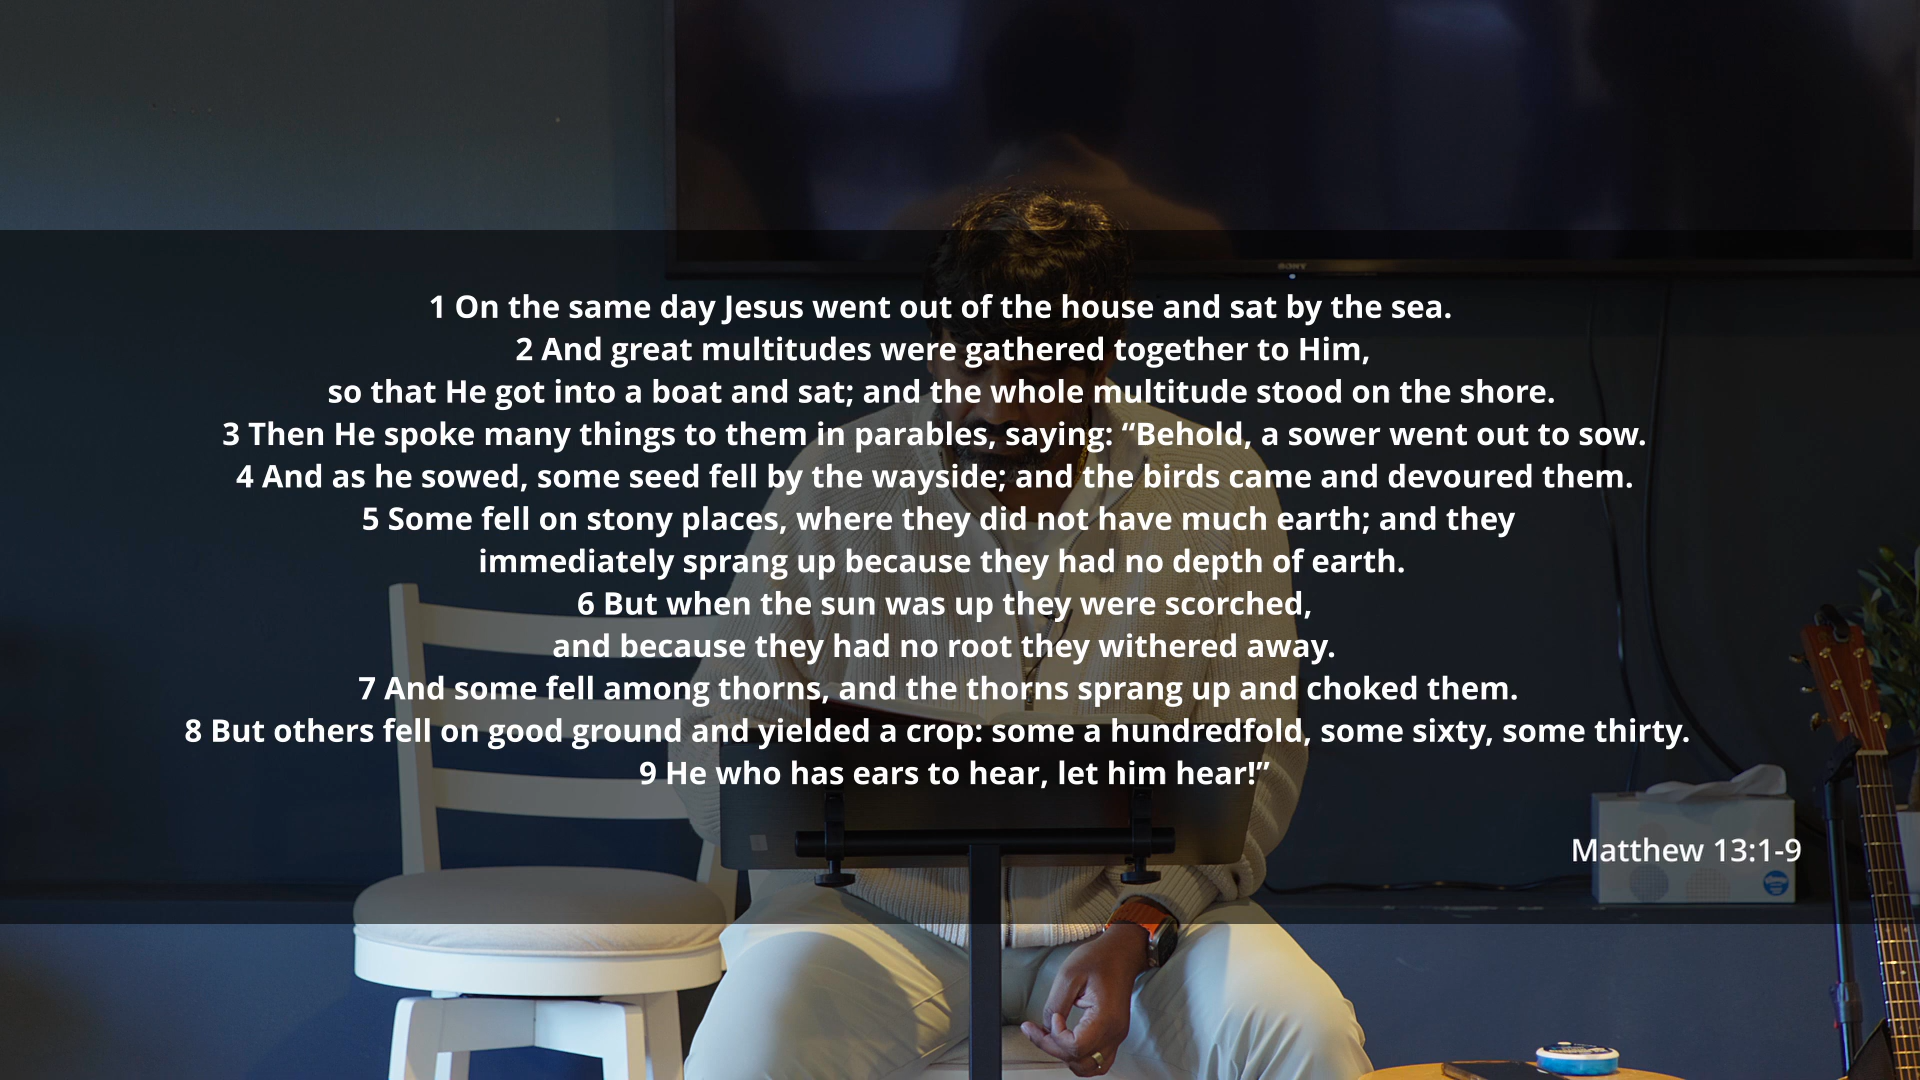 SONY
1 On the same day Jesus went out of the house and sat by the sea.
2 And great multitudes were gathered together to Him,
so that He got into a boat and sat; and the whole multitude stood on the shore.
3 Then He spoke many things to them in parables, saying: “Behold, a sower went out to sow.
4 And as he sowed, some seed fell by the wayside; and the birds came and devoured them.
5 Some fell on stony places, where they did not have much earth; and they
immediately sprang up because they had no depth of earth.
6 But when the sun was up they were scorched,
and because they had no root they withered away.
7 And some fell among thorns, and the thorns sprang up and choked them.
8 But others fell on good ground and yielded a crop: some a hundredfold, some sixty, some thirty.
9 He who has ears to hear, let him hear!”
Matthew 13:1-9